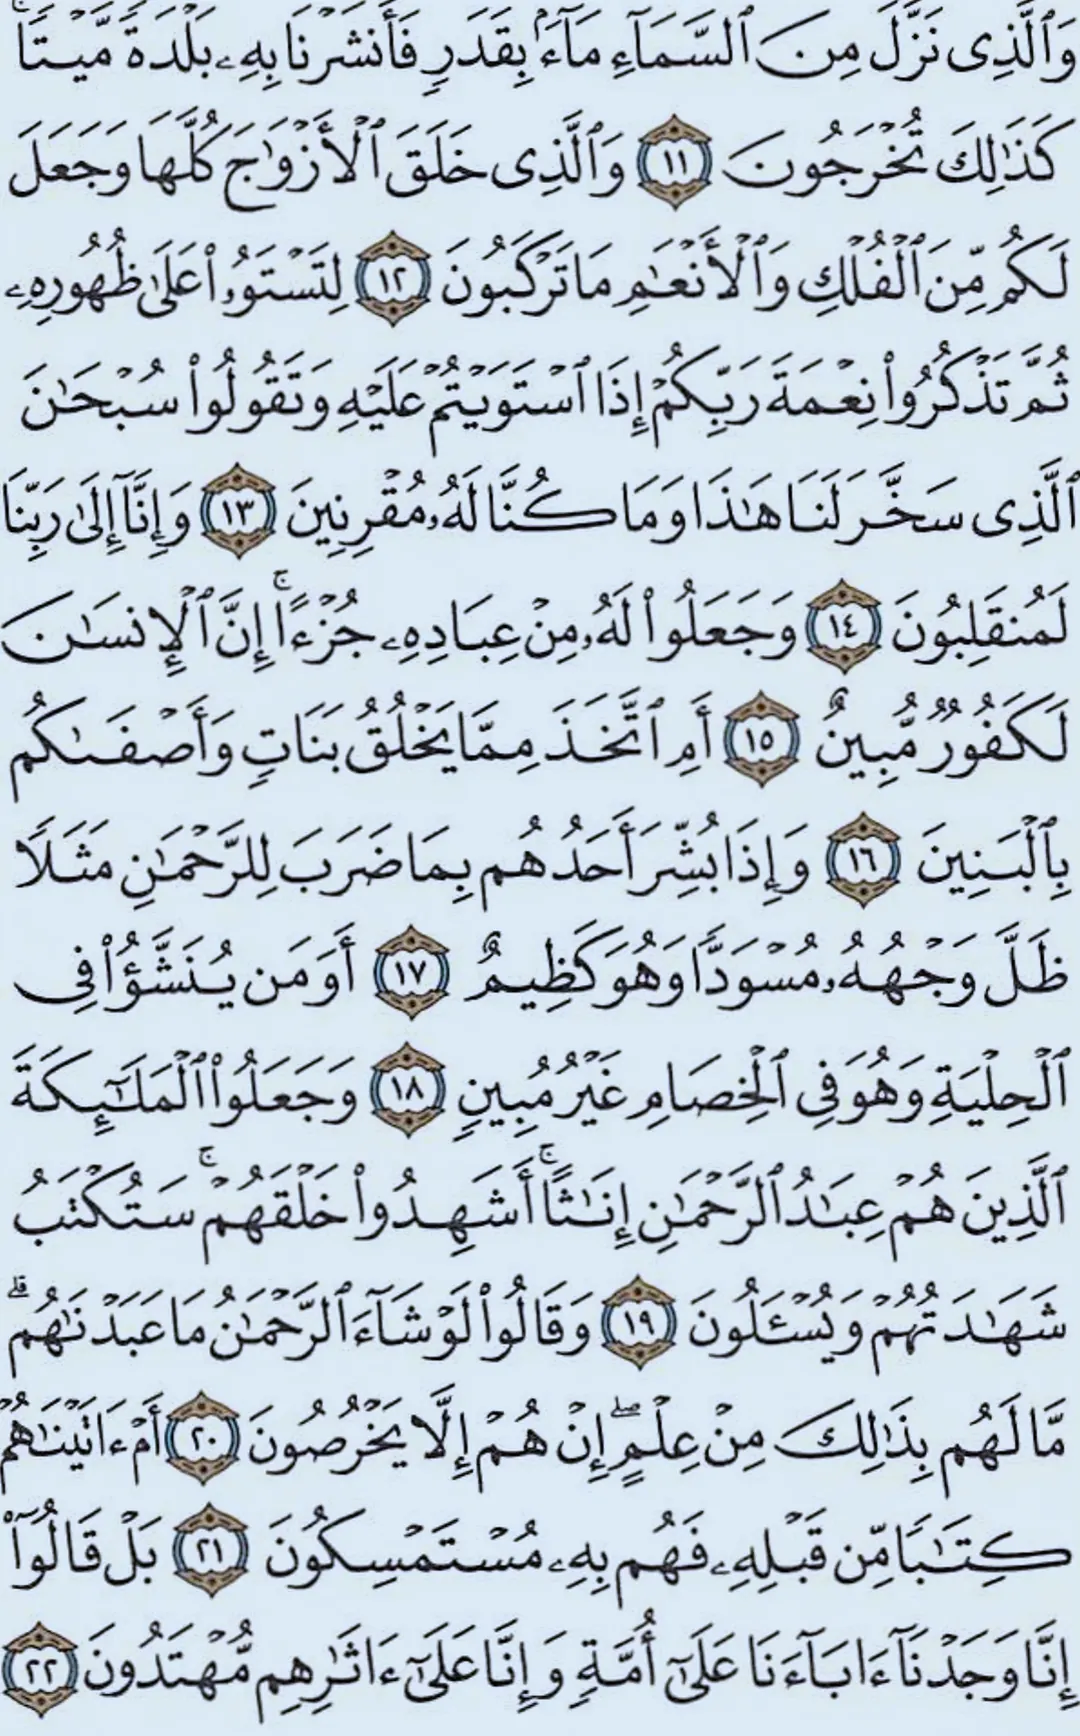 وَٱلَّذِى نَزَّلَ مِنَ ٱلسَّمَآءِ مَآءَۢ بِقَدَرٍ فَأَنشَرْنَا بِهِۦ بَلْدَةً مَّيْتًاۚ
كَذَٰلِكَ تُخْرَجُونَ ١١ وَٱلَّذِى خَلَقَ ٱلْأَزْوَٰجَ كُلَّهَا وَجَعَلَ
لَكُم مِّنَ ٱلْفُلْكِ وَٱلْأَنْعَٰمِ مَا تَرْكَبُونَ ١٢ لِتَسْتَوُۥا۟ عَلَىٰ ظُهُورِهِۦ
ثُمَّ تَذْكُرُوا۟ نِعْمَةَ رَبِّكُمْ إِذَا ٱسْتَوَيْتُمْ عَلَيْهِ وَتَقُولُوا۟ سُبْحَٰنَ
ٱلَّذِى سَخَّرَ لَنَا هَٰذَا وَمَا كُنَّا لَهُۥ مُقْرِنِينَ ١٣ وَإِنَّآ إِلَىٰ رَبِّنَا
لَمُنقَلِبُونَ ١٤ وَجَعَلُوا۟ لَهُۥ مِنْ عِبَادِهِۦ جُزْءًاۚ إِنَّ ٱلْإِنسَٰنَ
لَكَفُورٌ مُّبِينٌ ١٥ أَمِ ٱتَّخَذَ مِمَّا يَخْلُقُ بَنَاتٍ وَأَصْفَىٰكُم
بِٱلْبَنِينَ ١٦ وَإِذَا بُشِّرَ أَحَدُهُم بِمَا ضَرَبَ لِلرَّحْمَٰنِ مَثَلًا
ظَلَّ وَجْهُهُۥ مُسْوَدًّا وَهُوَ كَظِيمٌ ١٧ أَوَمَن يُنَشَّؤُا۟ فِى
ٱلْحِلْيَةِ وَهُوَ فِى ٱلْخِصَامِ غَيْرُ مُبِينٍ ١٨ وَجَعَلُوا۟ ٱلْمَلَٰٓئِكَةَ
ٱلَّذِينَ هُمْ عِبَٰدُ ٱلرَّحْمَٰنِ إِنَٰثًاۚ أَشَهِدُوا۟ خَلْقَهُمْۚ سَتُكْتَبُ
شَهَٰدَتُهُمْ وَيُسْـَٔلُونَ ١٩ وَقَالُوا۟ لَوْ شَآءَ ٱلرَّحْمَٰنُ مَا عَبَدْنَٰهُمۗ
مَّا لَهُم بِذَٰلِكَ مِنْ عِلْمٍۖ إِنْ هُمْ إِلَّا يَخْرُصُونَ ٢٠ أَمْ ءَاتَيْنَٰهُمْ
كِتَٰبًا مِّن قَبْلِهِۦ فَهُم بِهِۦ مُسْتَمْسِكُونَ ٢١ بَلْ قَالُوٓا۟
إِنَّا وَجَدْنَآ ءَابَآءَنَا عَلَىٰٓ أُمَّةٍ وَإِنَّا عَلَىٰٓ ءَاثَٰرِهِم مُّهْتَدُونَ ٢٢